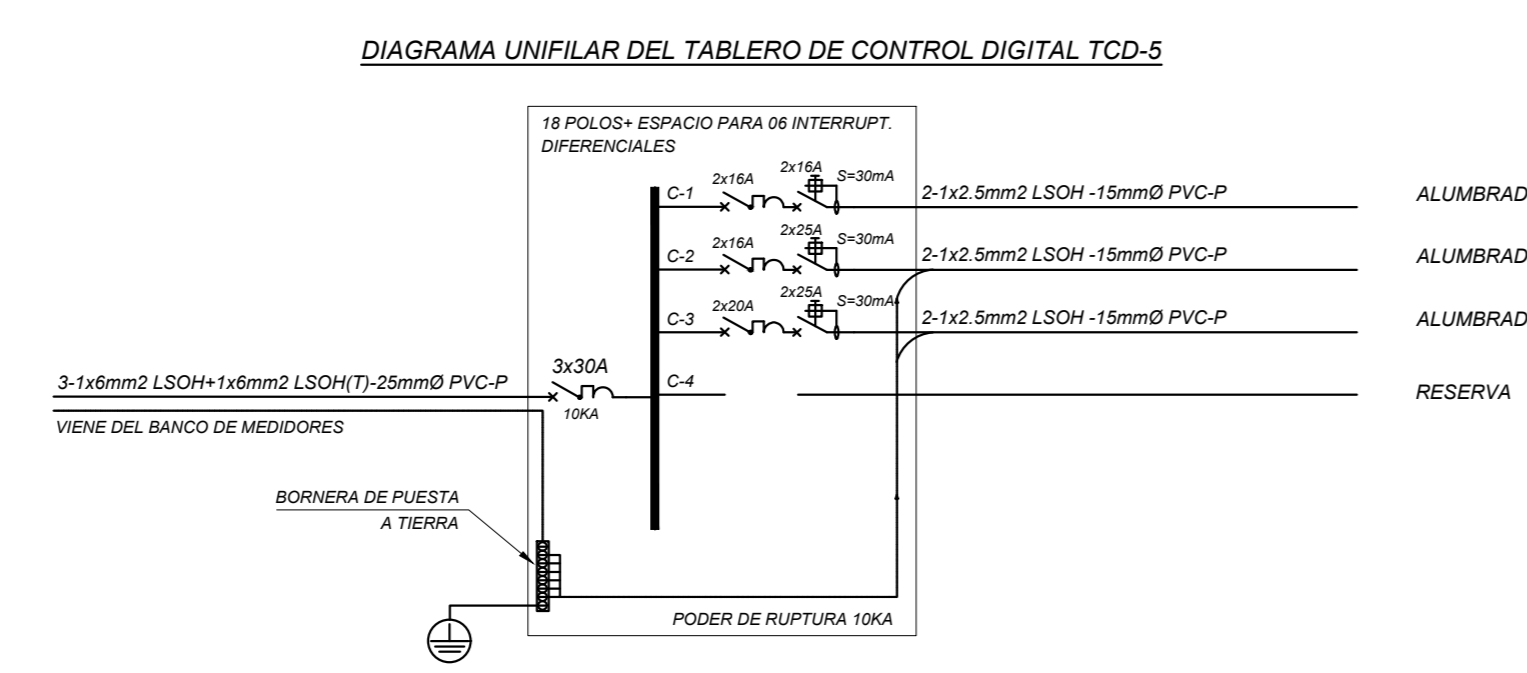 DIAGRAMA UNIFILAR DEL TABLERO DE CONTROL DIGITAL TCD-5
18 POLOS+ ESPACIO PARA 06 INTERRUPT.
DIFERENCIALES
C-1
2x16A
2x16A
S=30mA
2-1x2.5mm2 LSOH -15mmØ PVC-P
ALUMBRAD
C-2
2x16A
2x25A
S=30mA
2-1x2.5mm2 LSOH -15mmØ PVC-P
ALUMBRAD
C-3
2x20A
2x25A
S=30mA
2-1x2.5mm2 LSOH -15mmØ PVC-P
ALUMBRAD
3-1x6mm2 LSOH+1x6mm2 LSOH(T)-25mmØ PVC-P
3x30A
10KA
C-4
RESERVA
VIENE DEL BANCO DE MEDIDORES
BORNERA DE PUESTA
A TIERRA
PODER DE RUPTURA 10KA